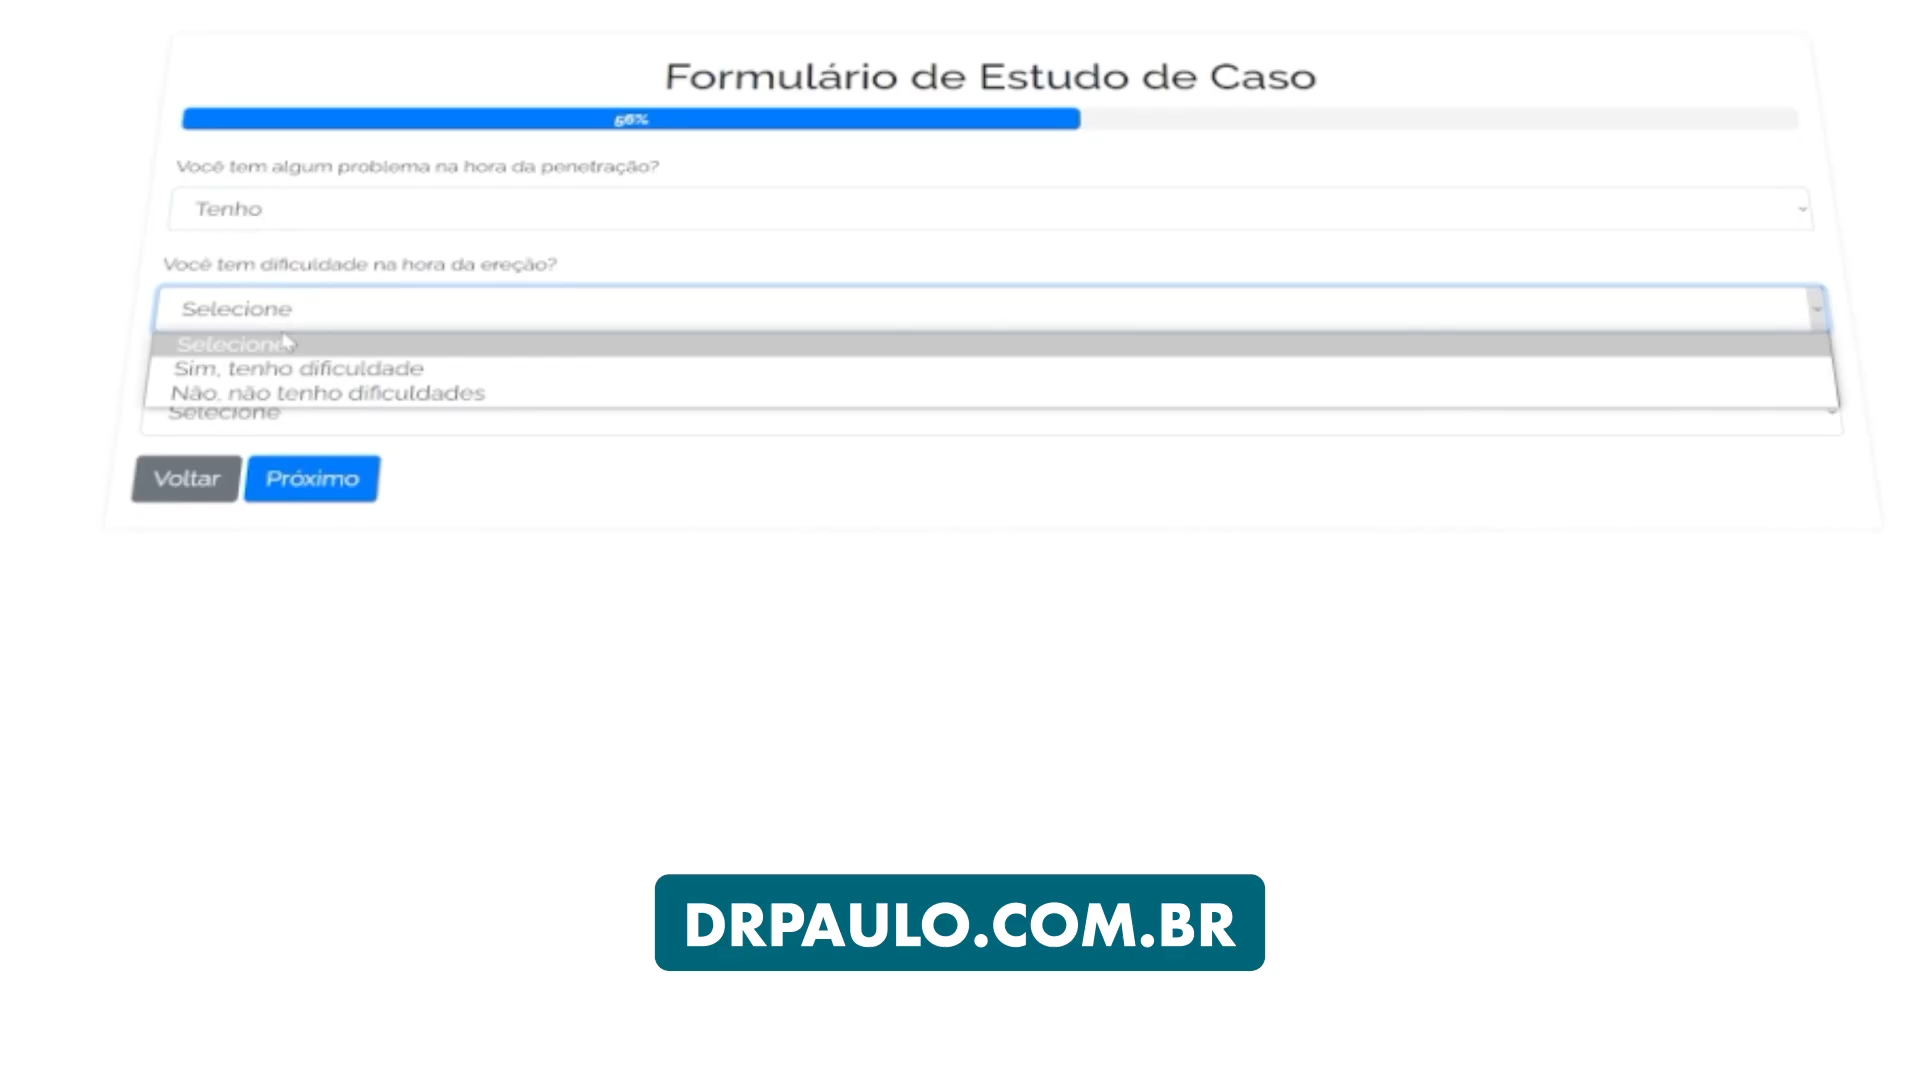 Formulário de Estudo de Caso
56%
Você tem algum problema na hora da penetração?
Tenho
Você tem dificuldade na hora da ereção?
Selecione
Selecione
Sim, tenho dificuldade
Não, não tenho dificuldades
Selecione
Voltar Próximo
DRPAULO.COM.BR